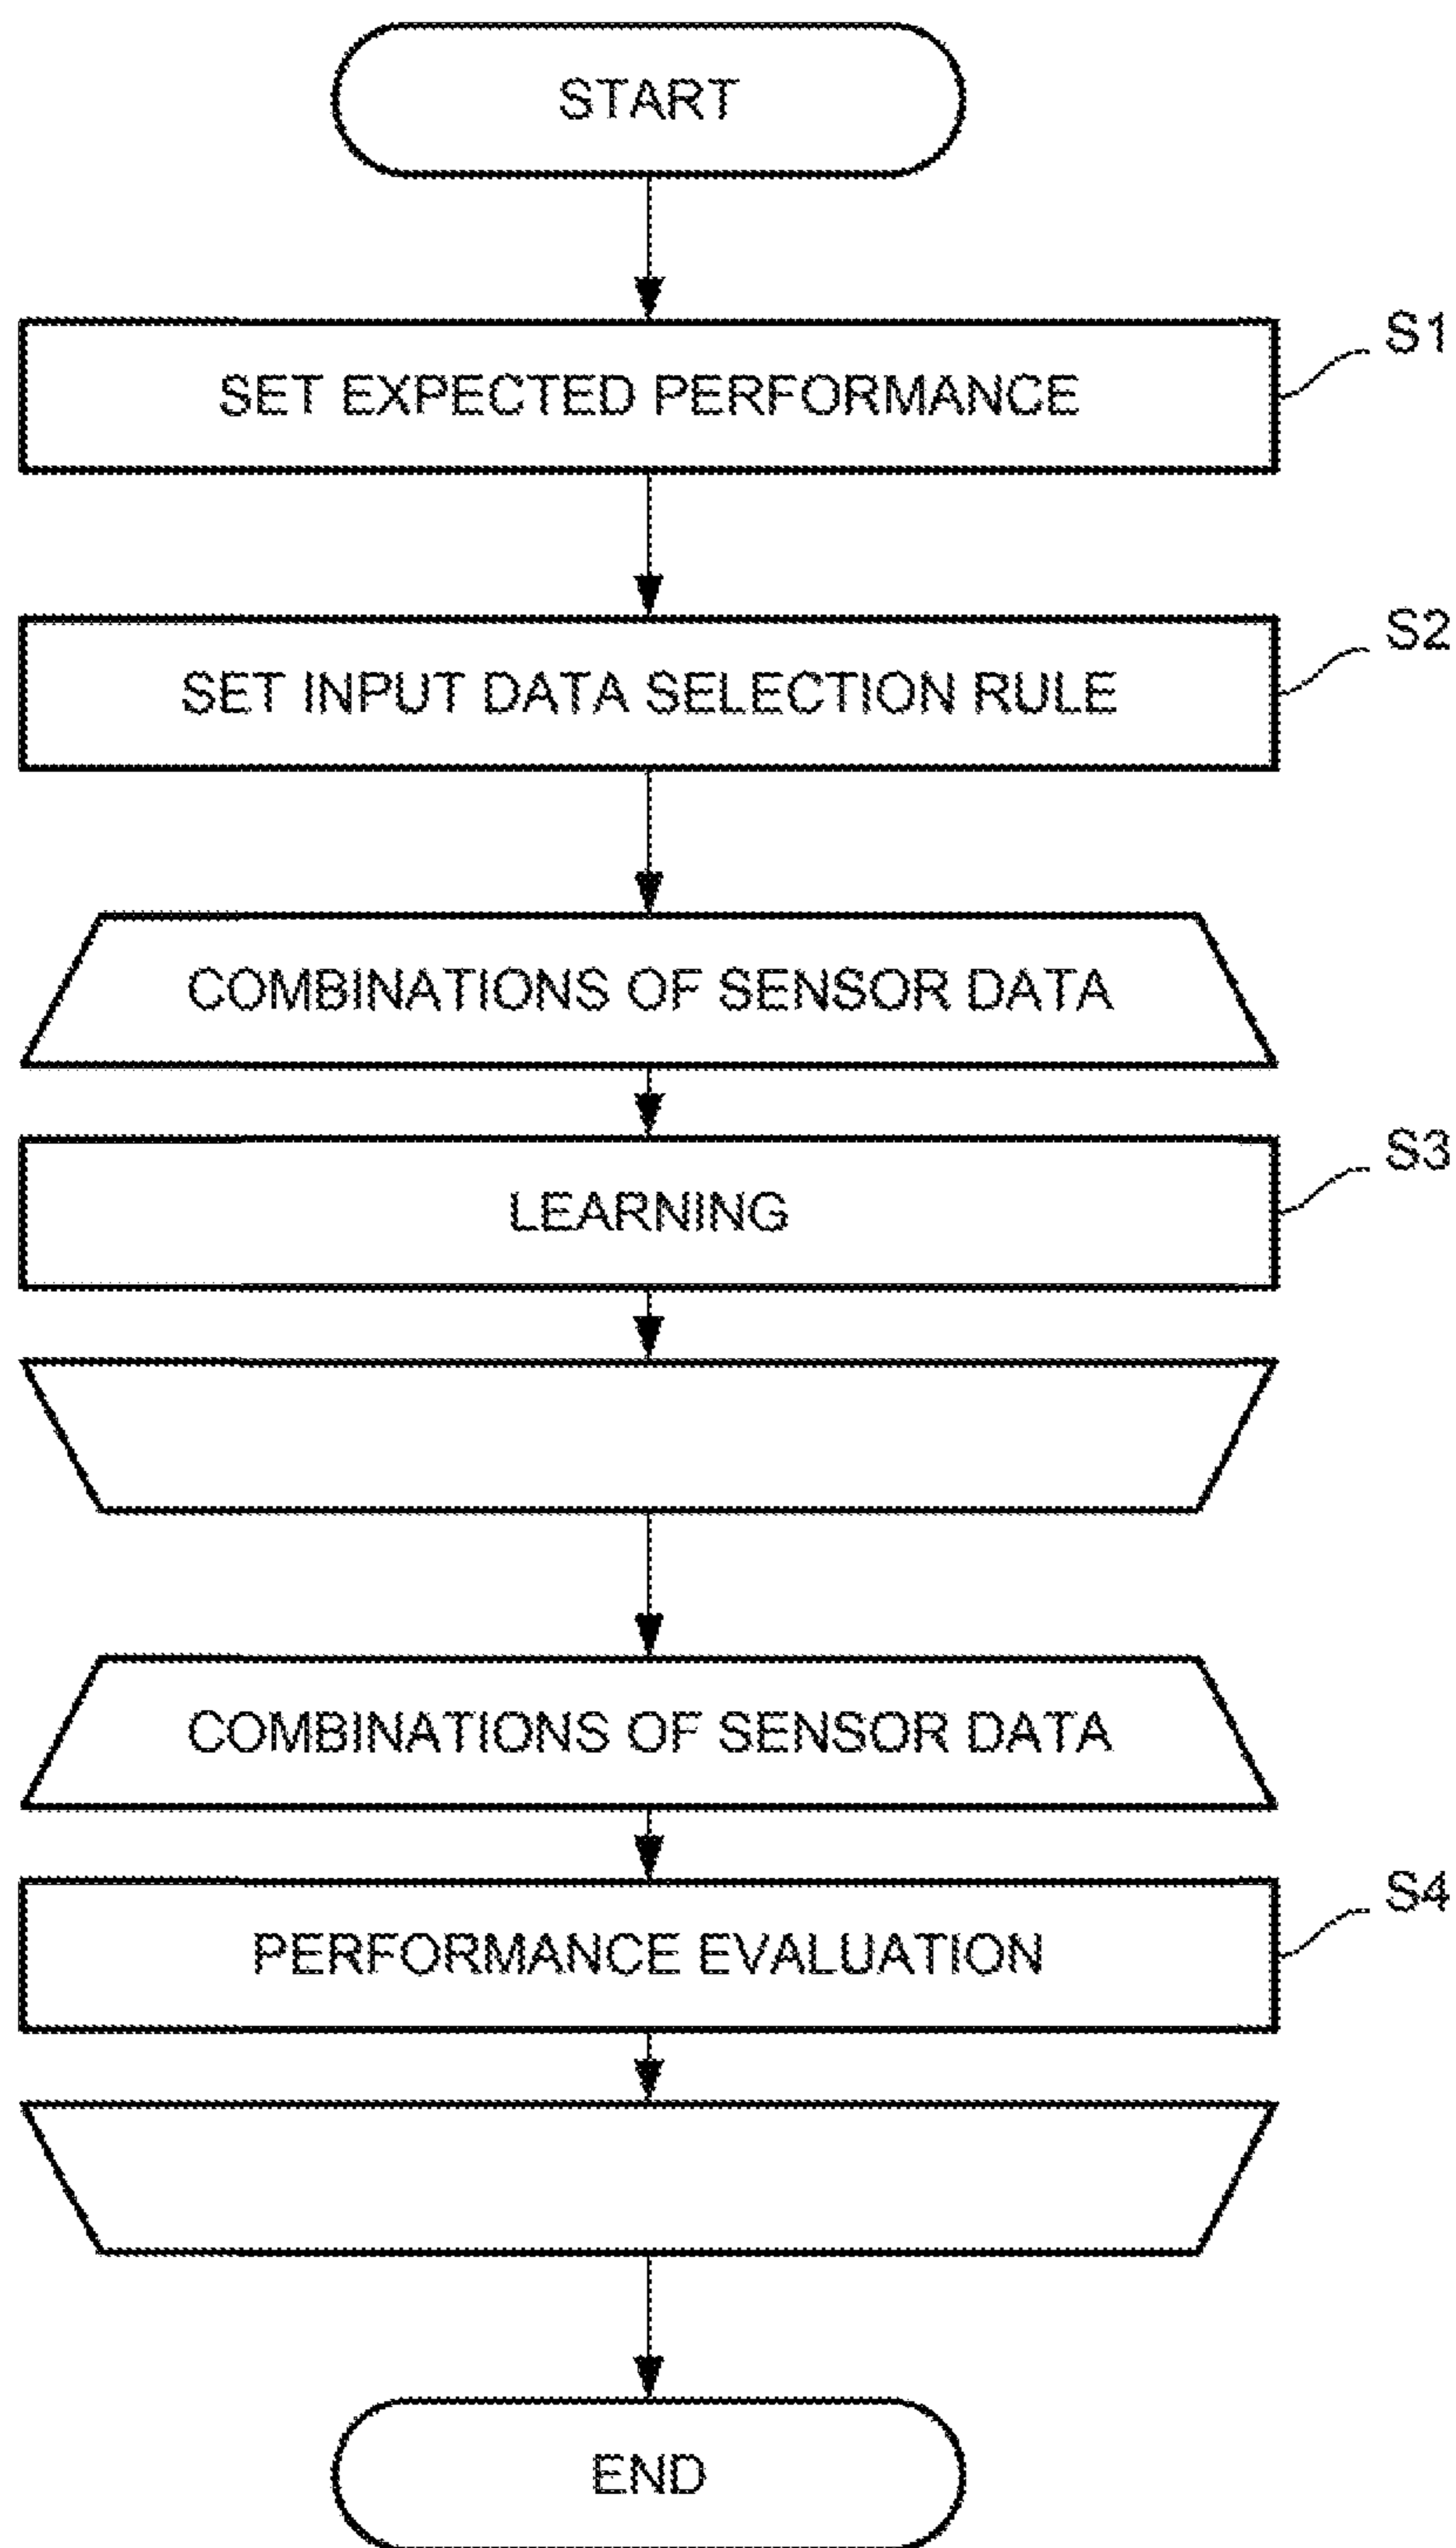 START
SET EXPECTED PERFORMANCE
S1
SET INPUT DATA SELECTION RULE
S2
COMBINATIONS OF SENSOR DATA
LEARNING
S3
COMBINATIONS OF SENSOR DATA
PERFORMANCE EVALUATION
S4
END